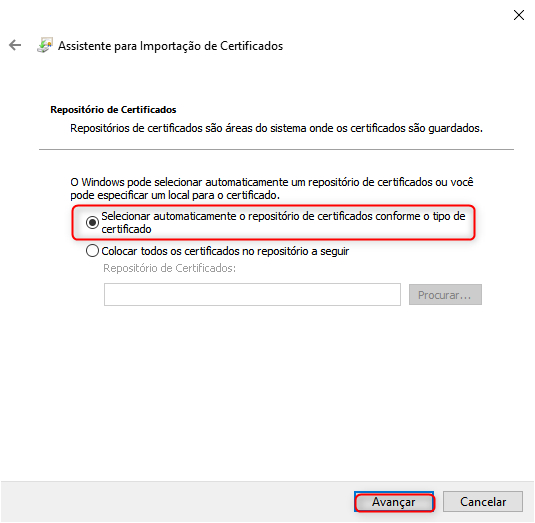 Assistente para Importação de Certificados
Repositório de Certificados
Repositórios de certificados são áreas do sistema onde os certificados são guardados.
O Windows pode selecionar automaticamente um repositório de certificados ou você
pode especificar um local para o certificado.
Selecionar automaticamente o repositório de certificados conforme o tipo de
certificado
Colocar todos os certificados no repositório a seguir
Repositório de Certificados:
Procurar...
Avançar
Cancelar